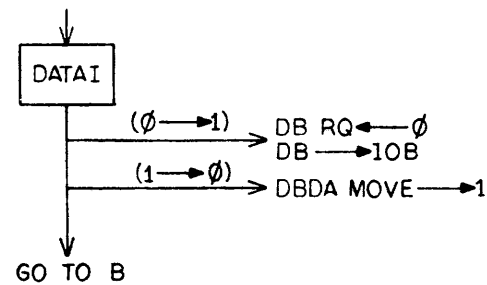 DATAI
(Ø→1) DB RQ←Ø
DB→IOB
(1→Ø) DBDA MOVE→1
GO TO B